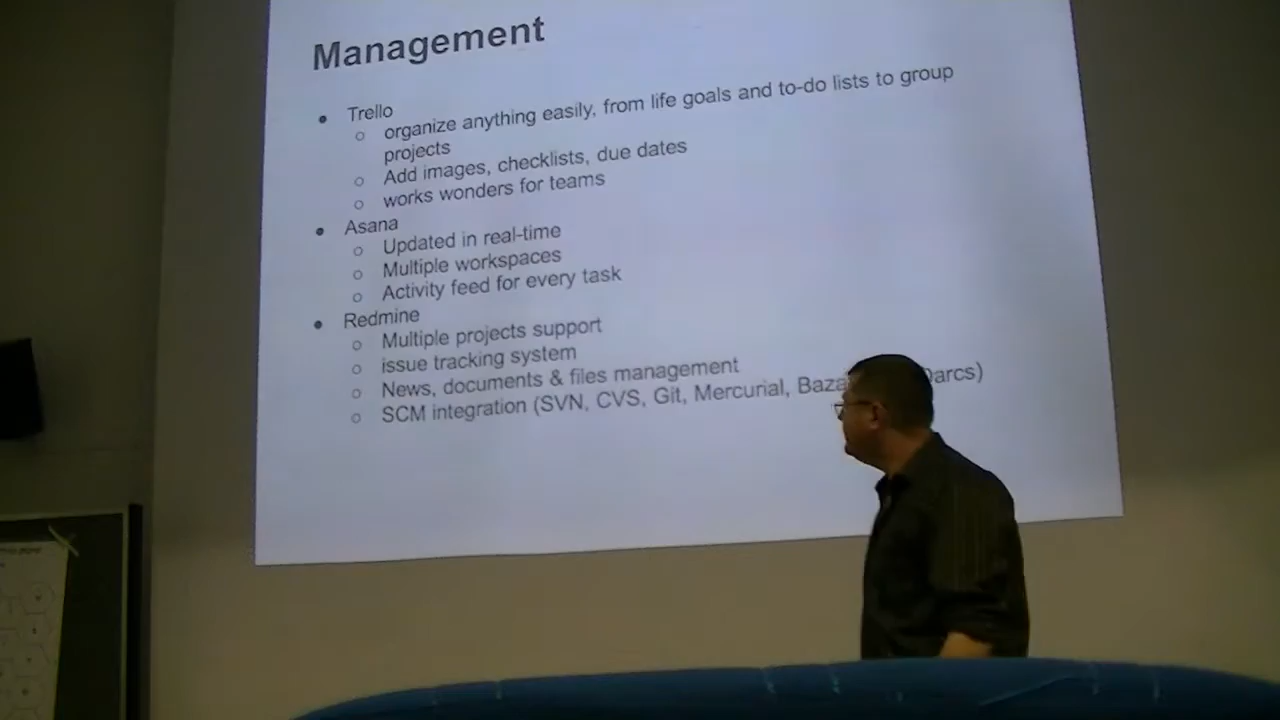 Management
Trello
organize anything easily, from life goals and to-do lists to group
projects
Add images, checklists, due dates
works wonders for teams
Asana
Updated in real-time
Multiple workspaces
Activity feed for every task
Redmine
Multiple projects support
issue tracking system
News, documents & files management
SCM integration (SVN, CVS, Git, Mercurial, Baza Darcs)